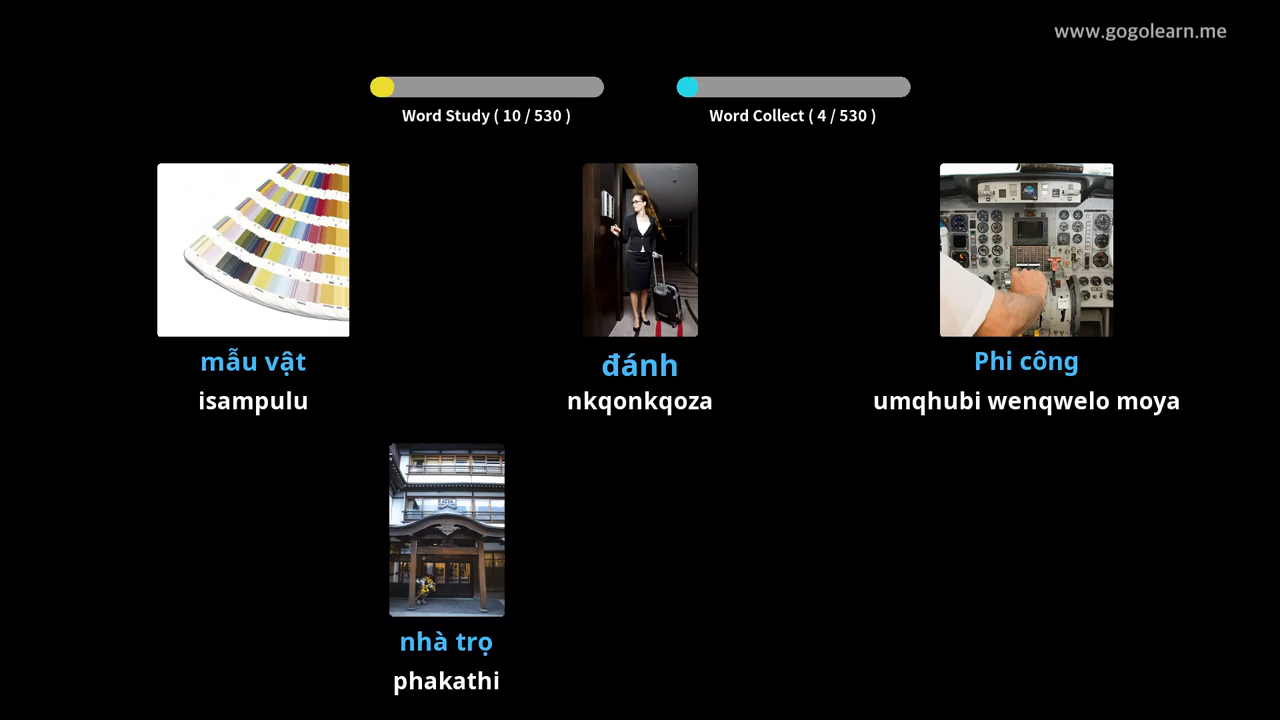 www.gogolearn.me
Word Study ( 10 / 530 )
Word Collect ( 4 / 530 )
mẫu vật
isampulu
đánh
nkqonkqoza
Phi công
umqhubi wenqwelo moya
nhà trọ
phakathi